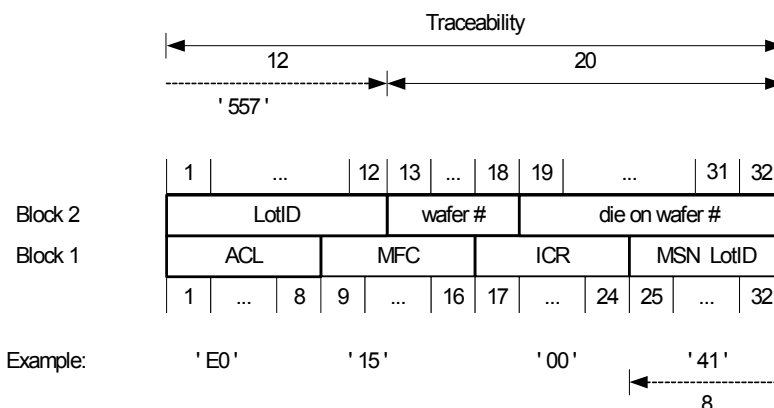 Traceability
12 20
' 557 '
1 ... 12 13 ... 18 19 ... 31 32
Block 2 LotID wafer # die on wafer #
Block 1 ACL MFC ICR MSN LotID
1 ... 8 9 ... 16 17 ... 24 25 ... 32
Example: ' E0' ' 15' ' 00' ' 41'
8